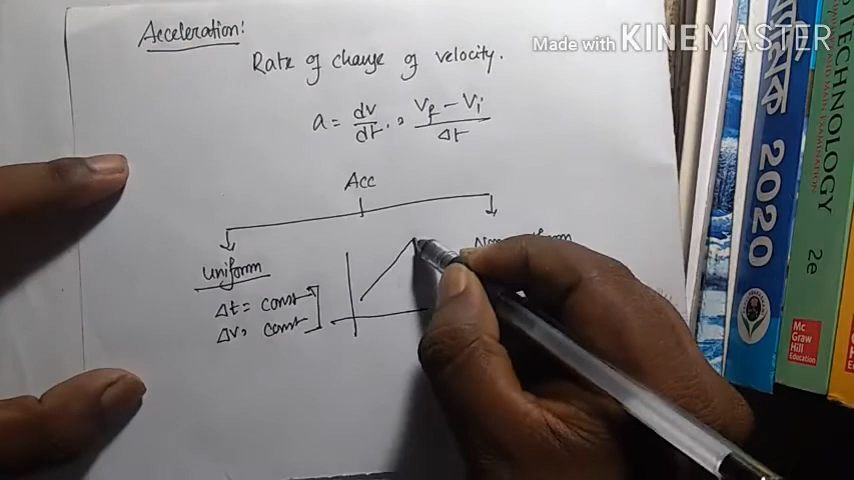 Made with KINEMASTER
Acceleration:
Rate of change of velocity.
a = dv/dt, = Vf - Vi/Δt
Acc
Uniform
Δt = const
Δv = const
2020
TECHNOLOGY
2e
Mc
Graw
Hill
Education